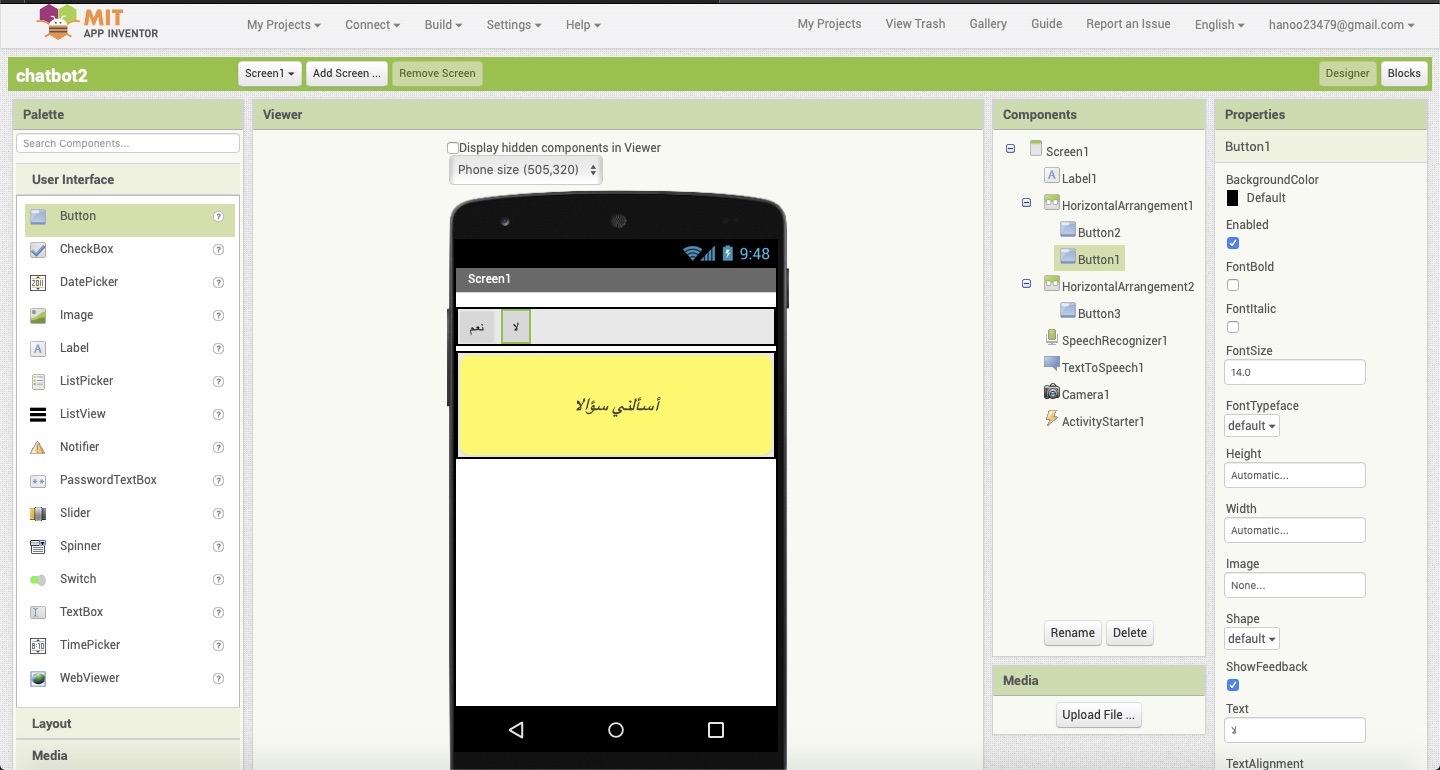 MIT
APP INVENTOR
My Projects
Connect
Build
Settings
Help
My Projects
View Trash
Gallery
Guide
Report an Issue
English
hanoo23479@gmail.com
chatbot2
Screen1
Add Screen ...
Remove Screen
Designer
Blocks
Palette
Search Components...
User Interface
Button ?
CheckBox ?
DatePicker ?
Image ?
Label ?
ListPicker ?
ListView ?
Notifier ?
PasswordTextBox ?
Slider ?
Spinner ?
Switch ?
TextBox ?
TimePicker ?
WebViewer ?
Layout
Media
Viewer
Display hidden components in Viewer
Phone size (505,320)
9:48
Screen1
نعم
لا
أسألني سؤالا
Components
Screen1
Label1
HorizontalArrangement1
Button2
Button1
HorizontalArrangement2
Button3
SpeechRecognizer1
TextToSpeech1
Camera1
ActivityStarter1
Rename
Delete
Media
Upload File ...
Properties
Button1
BackgroundColor
Default
Enabled
FontBold
FontItalic
FontSize
14.0
FontTypeface
default
Height
Automatic...
Width
Automatic...
Image
None...
Shape
default
ShowFeedback
Text
لا
TextAlignment